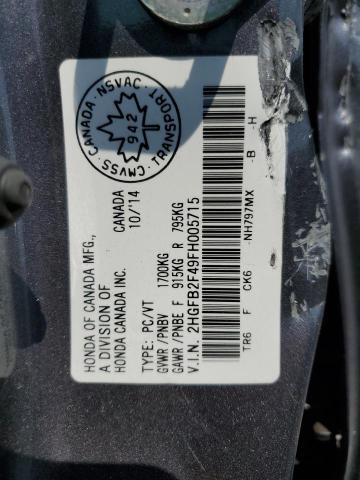 HONDA OF CANADA MFG.,
A DIVISION OF
HONDA CANADA INC.
CANADA
10/'14
TYPE: PC/VT
GVWR /PNBV 1700KG
GAWR /PNBE F 915KG R 795KG
V.I.N. 2HGFB2F49FH005715
TR6 F CK6 NH797MX -B H
CANADA · NSVAC · TRANSPORT · CMVSS
942